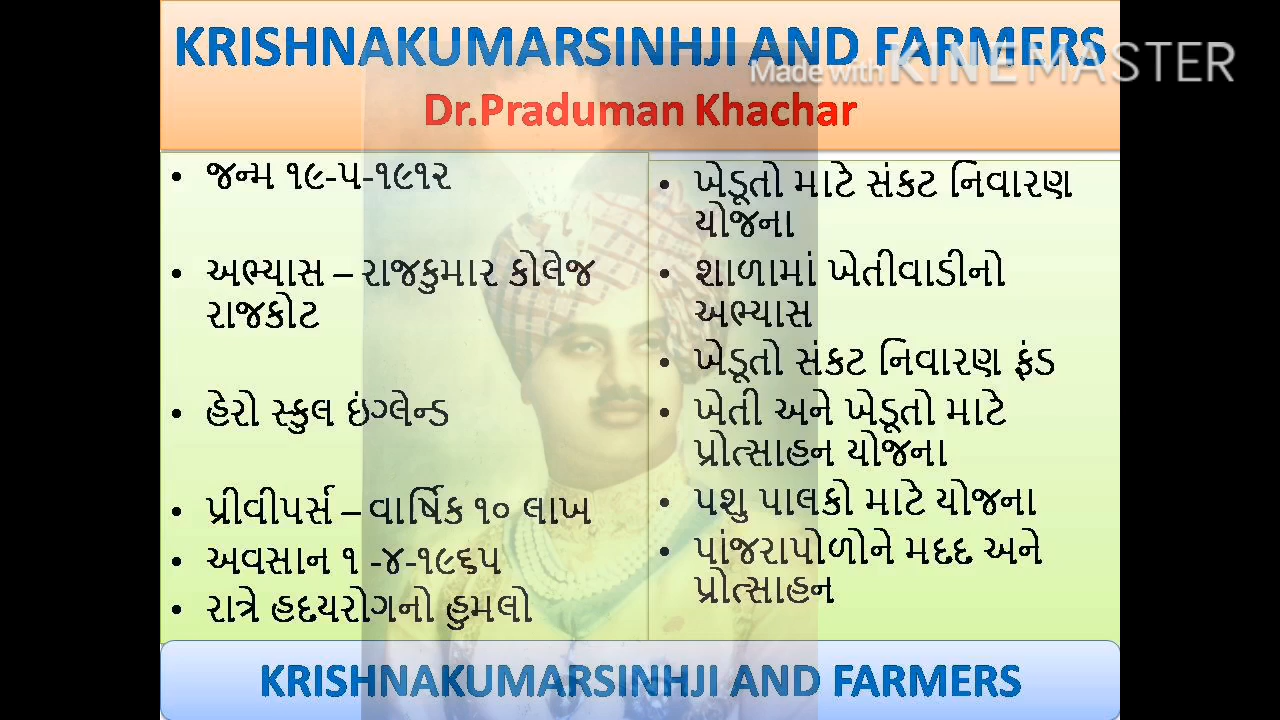 KRISHNAKUMARSINHJI AND FARMERS
Made with KINEMASTER
Dr.Praduman Khachar
• જન્મ ૧૯-૫-૧૯૧૨
• અભ્યાસ – રાજકુમાર કોલેજ
રાજકોટ
• હેરો સ્કુલ ઇંગ્લેન્ડ
• પ્રીવીપર્સ – વાર્ષિક ૧૦ લાખ
• અવસાન ૧ -૪-૧૯૬૫
• રાત્રે હદયરોગનો હુમલો
• ખેડૂતો માટે સંકટ નિવારણ
યોજના
• શાળામાં ખેતીવાડીનો
અભ્યાસ
• ખેડૂતો સંકટ નિવારણ ફંડ
• ખેતી અને ખેડૂતો માટે
પ્રોત્સાહન યોજના
• પશુ પાલકો માટે યોજના
• પાંજરાપોળોને મદદ અને
પ્રોત્સાહન
KRISHNAKUMARSINHJI AND FARMERS